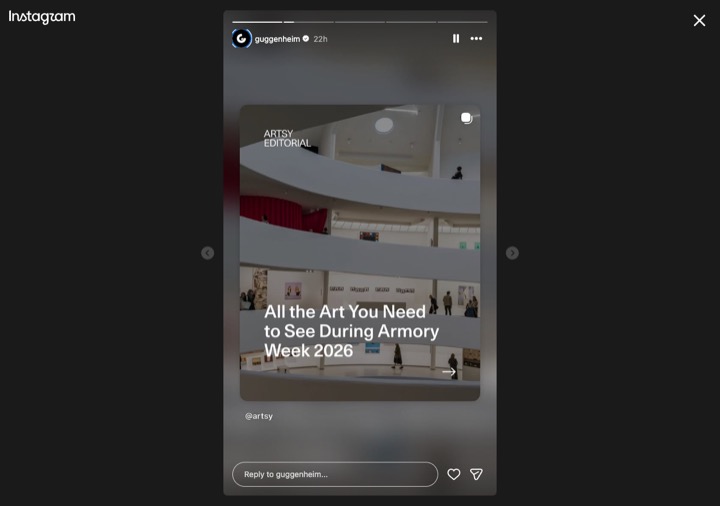 Instagram
guggenheim 22h
ARTSY
EDITORIAL
All the Art You Need
to See During Armory
Week 2026
@artsy
Reply to guggenheim...